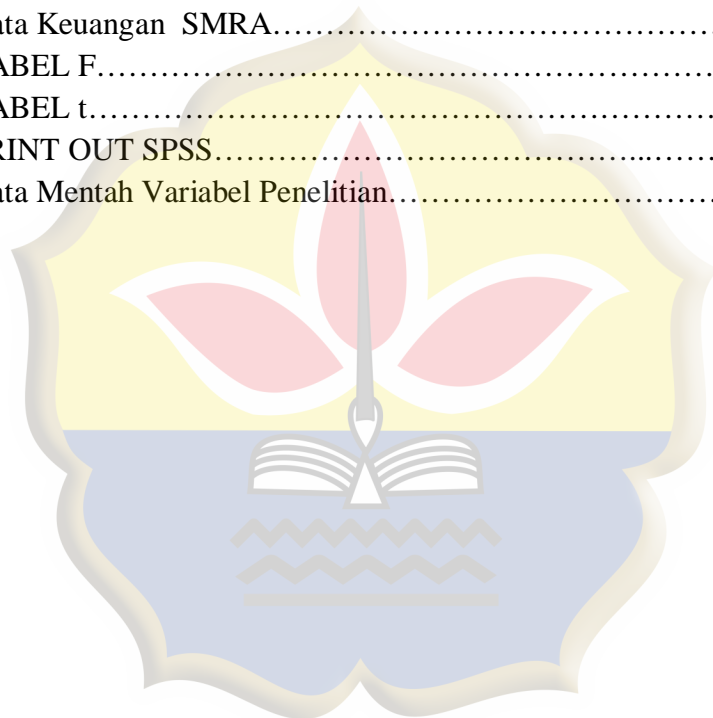 ata Keuangan SMRA……………………………………
ABEL F…………………………………………………………
ABEL t…………………………………………………………
RINT OUT SPSS……………………………………...……
ata Mentah Variabel Penelitian……………………………